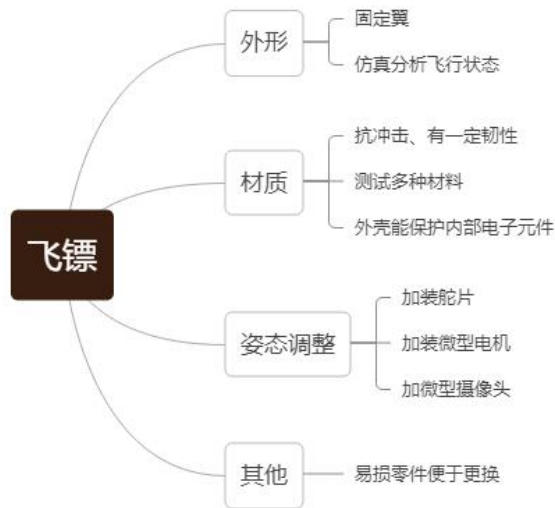 飞镖
外形
固定翼
仿真分析飞行状态
材质
抗冲击、有一定韧性
测试多种材料
外壳能保护内部电子元件
姿态调整
加装舵片
加装微型电机
加微型摄像头
其他
易损零件便于更换